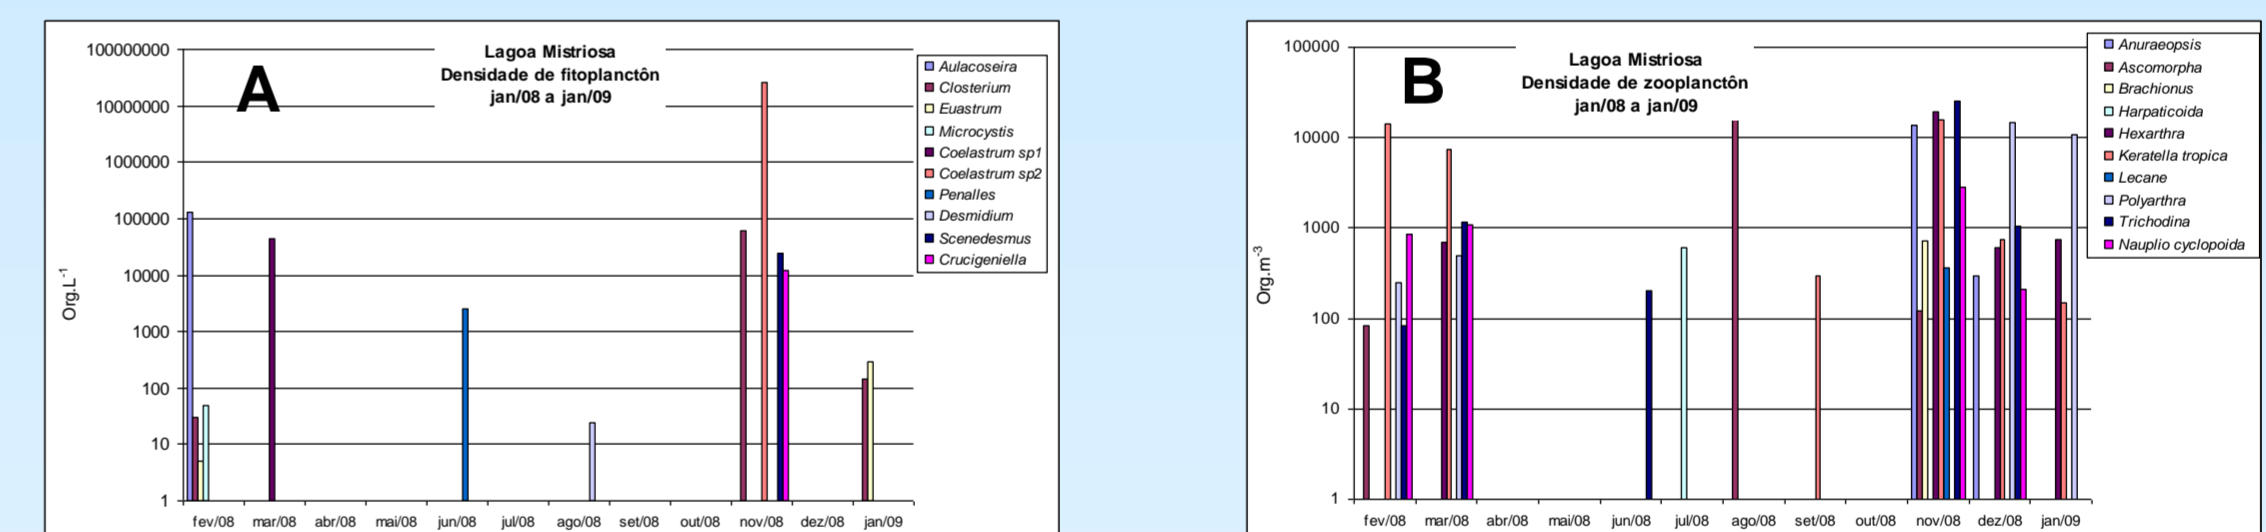 A
Lagoa Mistriosa
Densidade de fitoplanctôn
jan/08 a jan/09
Org.L-1
100000000
10000000
1000000
100000
10000
1000
100
10
1
fev/08 mar/08 abr/08 mai/08 jun/08 jul/08 ago/08 set/08 out/08 nov/08 dez/08 jan/09
Aulacoseira
Closterium
Euastrum
Microcystis
Coelastrum sp1
Coelastrum sp2
Penalles
Desmidium
Scenedesmus
Crucigeniella
B
Lagoa Mistriosa
Densidade de zooplanctôn
jan/08 a jan/09
Org.m-3
100000
10000
1000
100
10
1
fev/08 mar/08 abr/08 mai/08 jun/08 jul/08 ago/08 set/08 out/08 nov/08 dez/08 jan/09
Anuraeopsis
Ascomorpha
Brachionus
Harpaticoida
Hexarthra
Keratella tropica
Lecane
Polyarthra
Trichodina
Nauplio cyclopoida